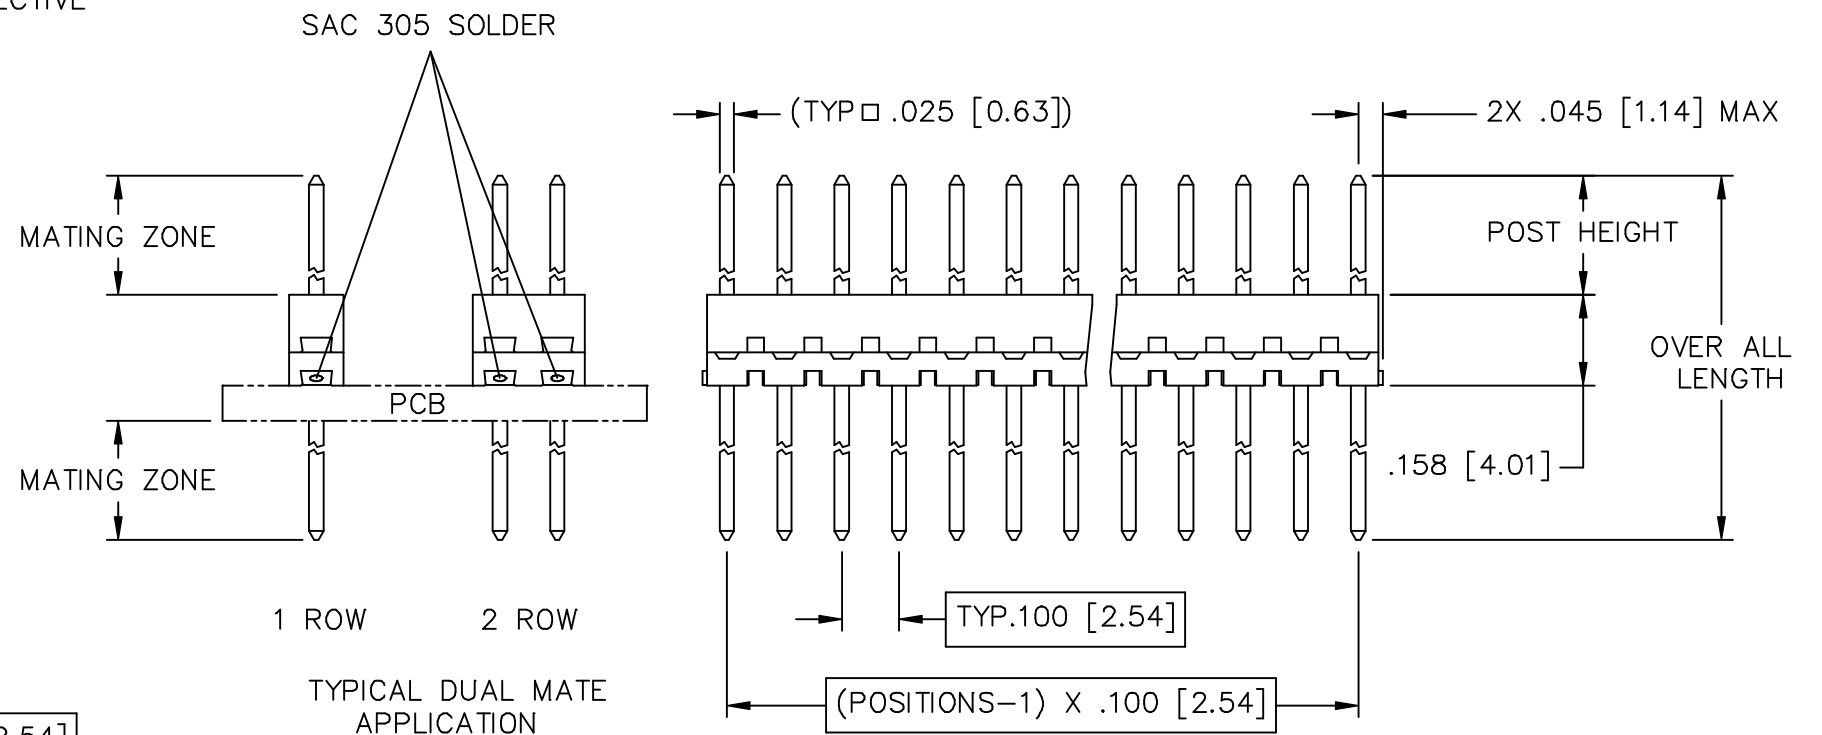 SAC 305 SOLDER
(TYP□ .025 [0.63])
2X .045 [1.14] MAX
MATING ZONE
POST HEIGHT
OVER ALL
LENGTH
PCB
.158 [4.01]
MATING ZONE
1 ROW
2 ROW
TYP.100 [2.54]
TYPICAL DUAL MATE
APPLICATION
(POSITIONS-1) X .100 [2.54]